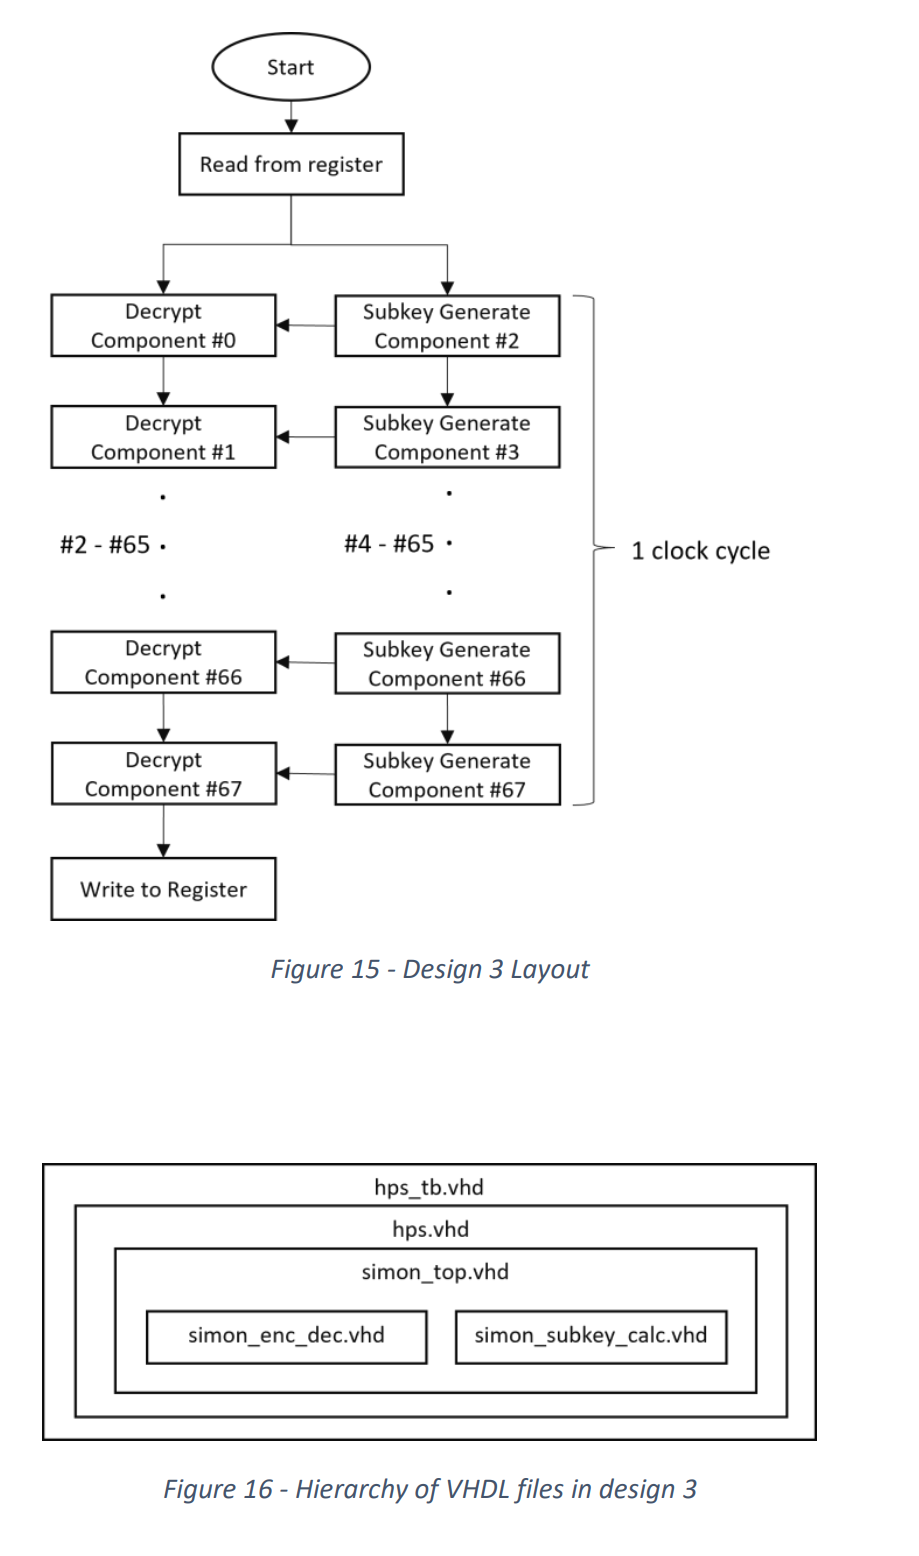 Start
Read from register
Decrypt
Component #0
Subkey Generate
Component #2
Decrypt
Component #1
Subkey Generate
Component #3
#2 - #65
#4 - #65
1 clock cycle
Decrypt
Component #66
Subkey Generate
Component #66
Decrypt
Component #67
Subkey Generate
Component #67
Write to Register
Figure 15 - Design 3 Layout
hps_tb.vhd
hps.vhd
simon_top.vhd
simon_enc_dec.vhd
simon_subkey_calc.vhd
Figure 16 - Hierarchy of VHDL files in design 3